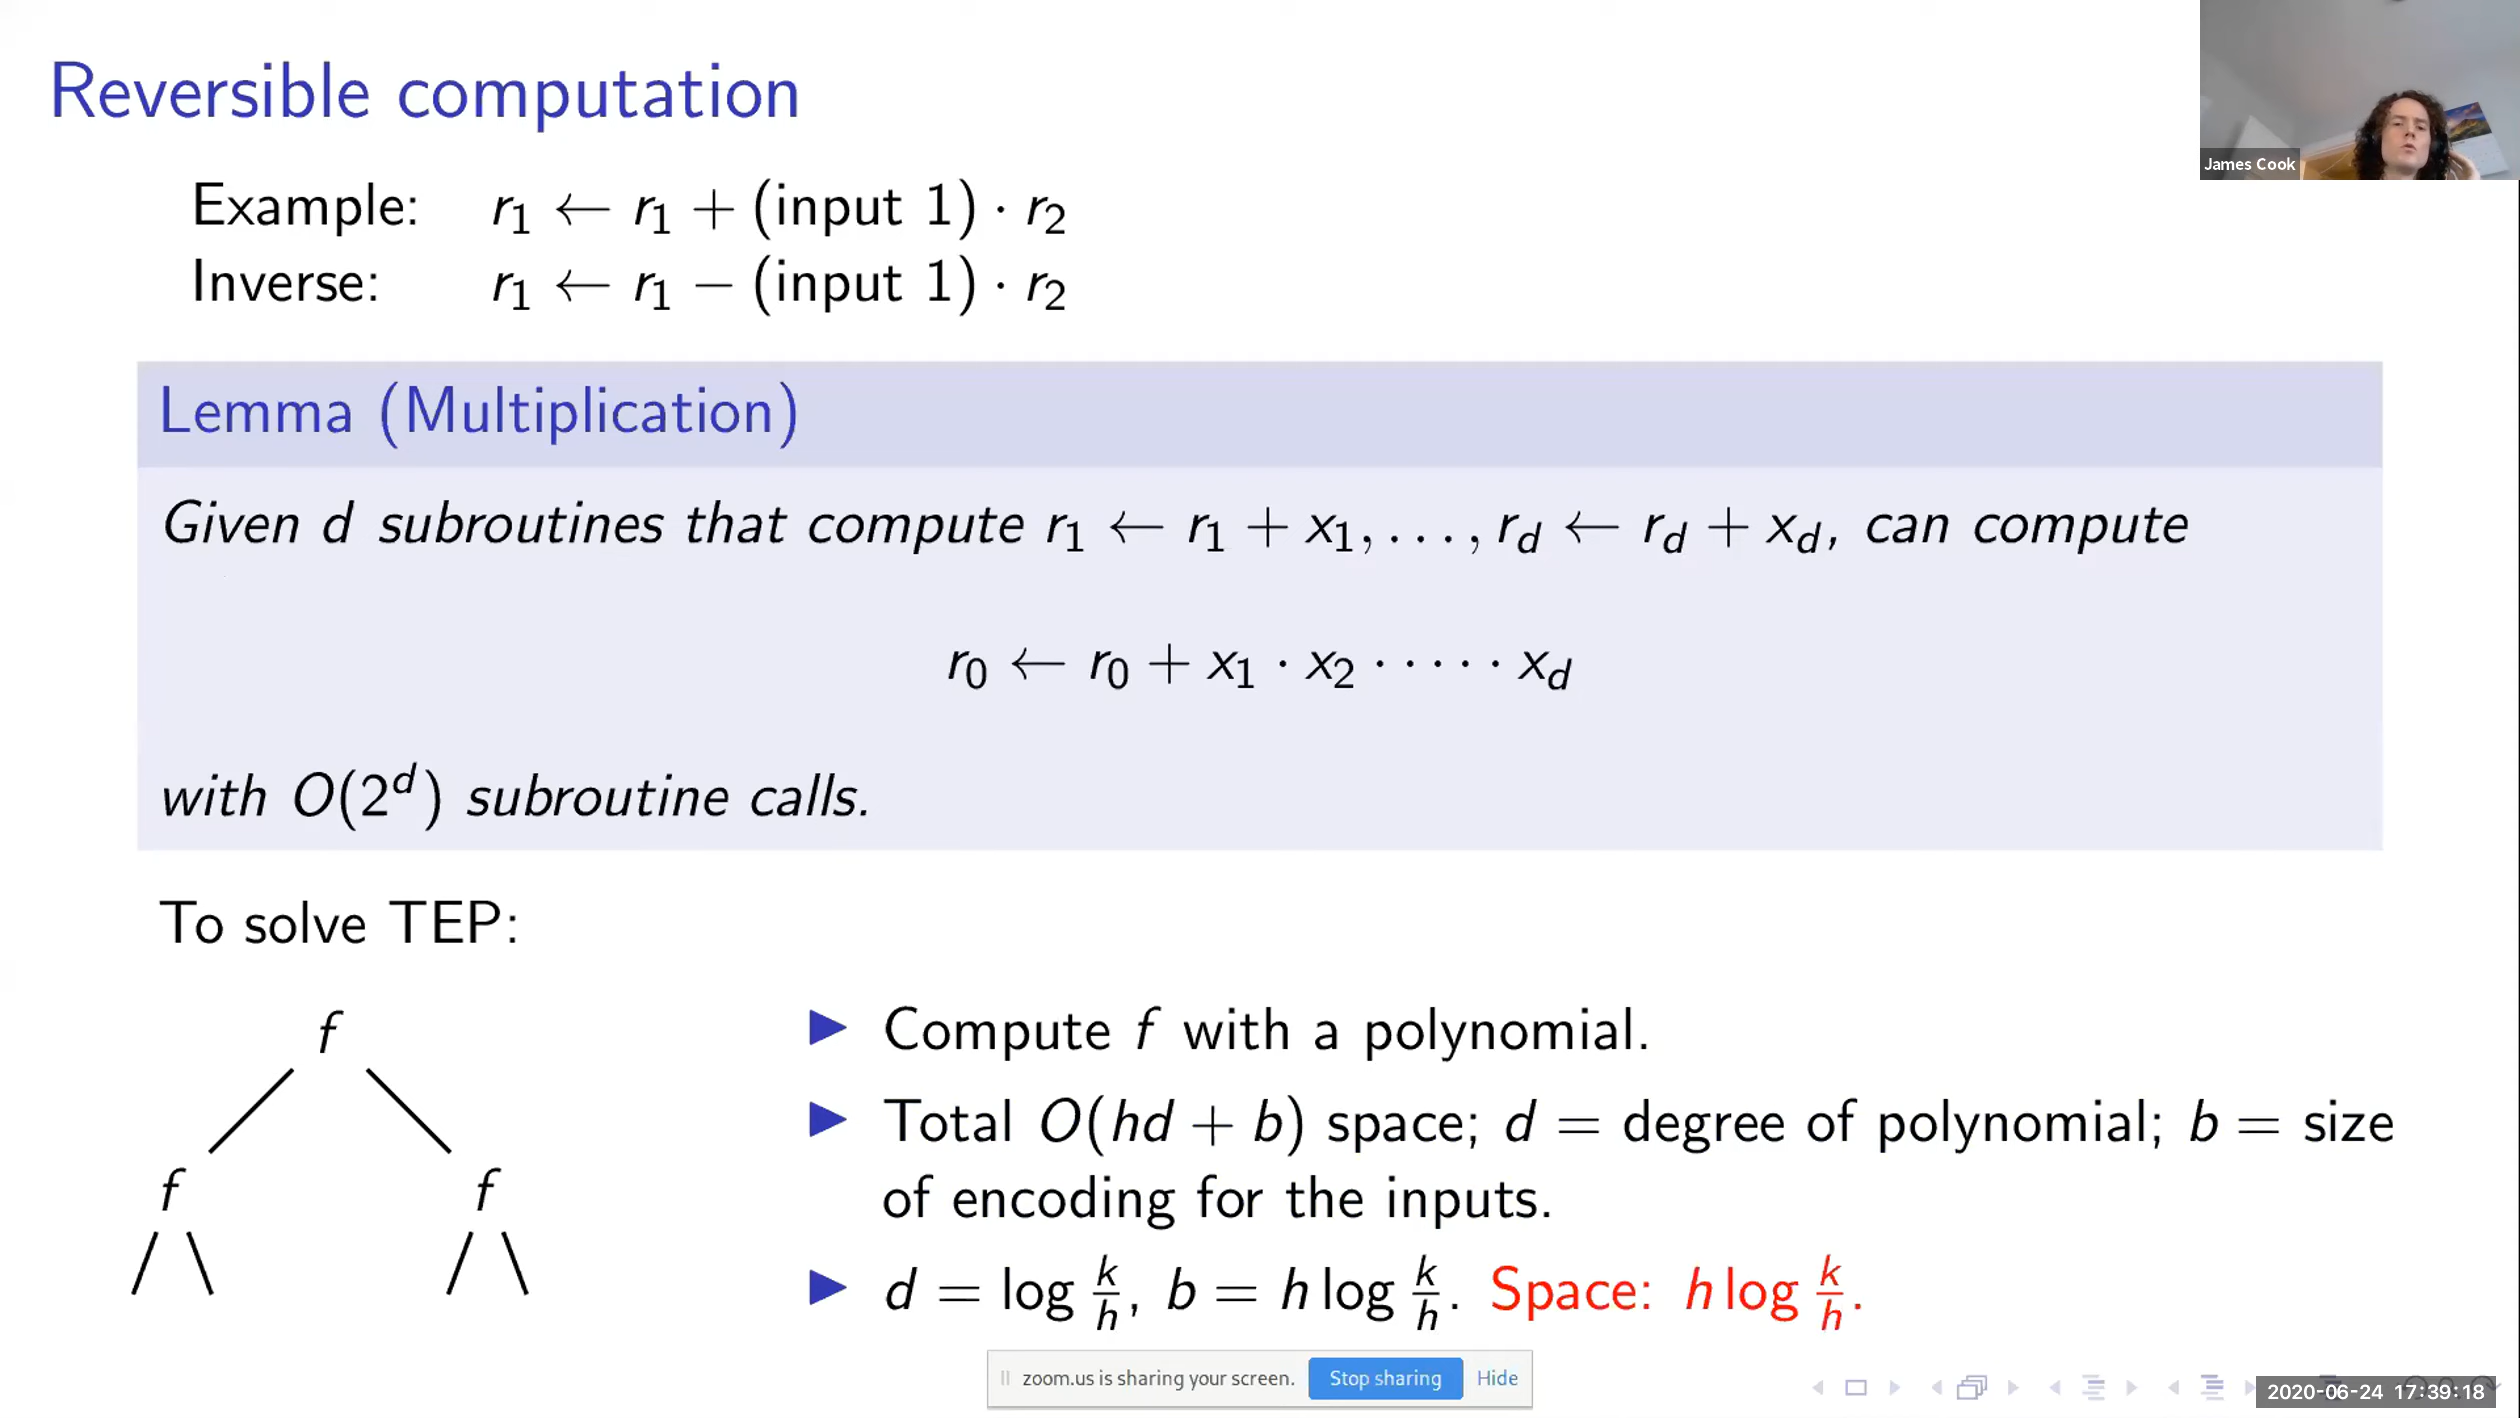 Reversible computation
James Cook
Example: r₁ ← r₁ + (input 1) · r₂
Inverse: r₁ ← r₁ − (input 1) · r₂
Lemma (Multiplication)
Given d subroutines that compute r₁ ← r₁ + x₁, . . . , r_d ← r_d + x_d, can compute
r₀ ← r₀ + x₁ · x₂ · · · · · x_d
with O(2^d) subroutine calls.
To solve TEP:
f
f f
▶ Compute f with a polynomial.
▶ Total O(hd + b) space; d = degree of polynomial; b = size
of encoding for the inputs.
▶ d = log k/h, b = h log k/h. Space: h log k/h.
zoom.us is sharing your screen. Stop sharing Hide
2020-06-24 17:39:18